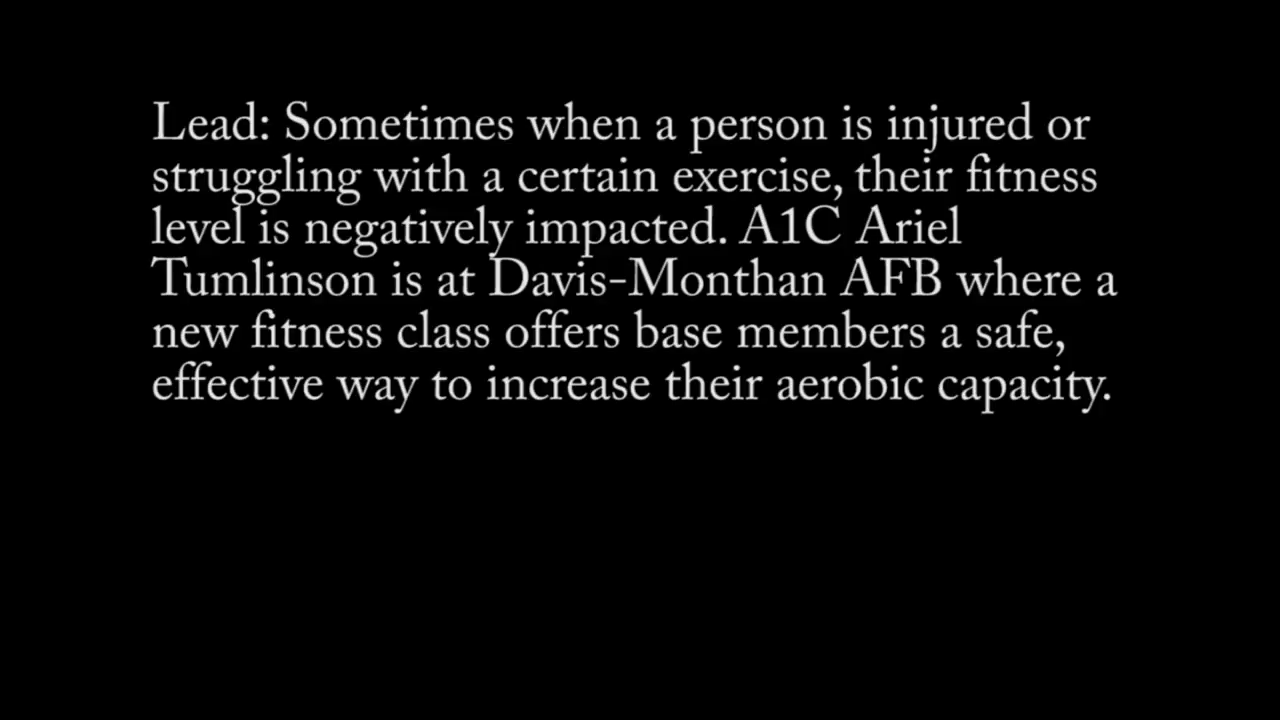 Lead: Sometimes when a person is injured or
struggling with a certain exercise, their fitness
level is negatively impacted. A1C Ariel
Tumlinson is at Davis-Monthan AFB where a
new fitness class offers base members a safe,
effective way to increase their aerobic capacity.